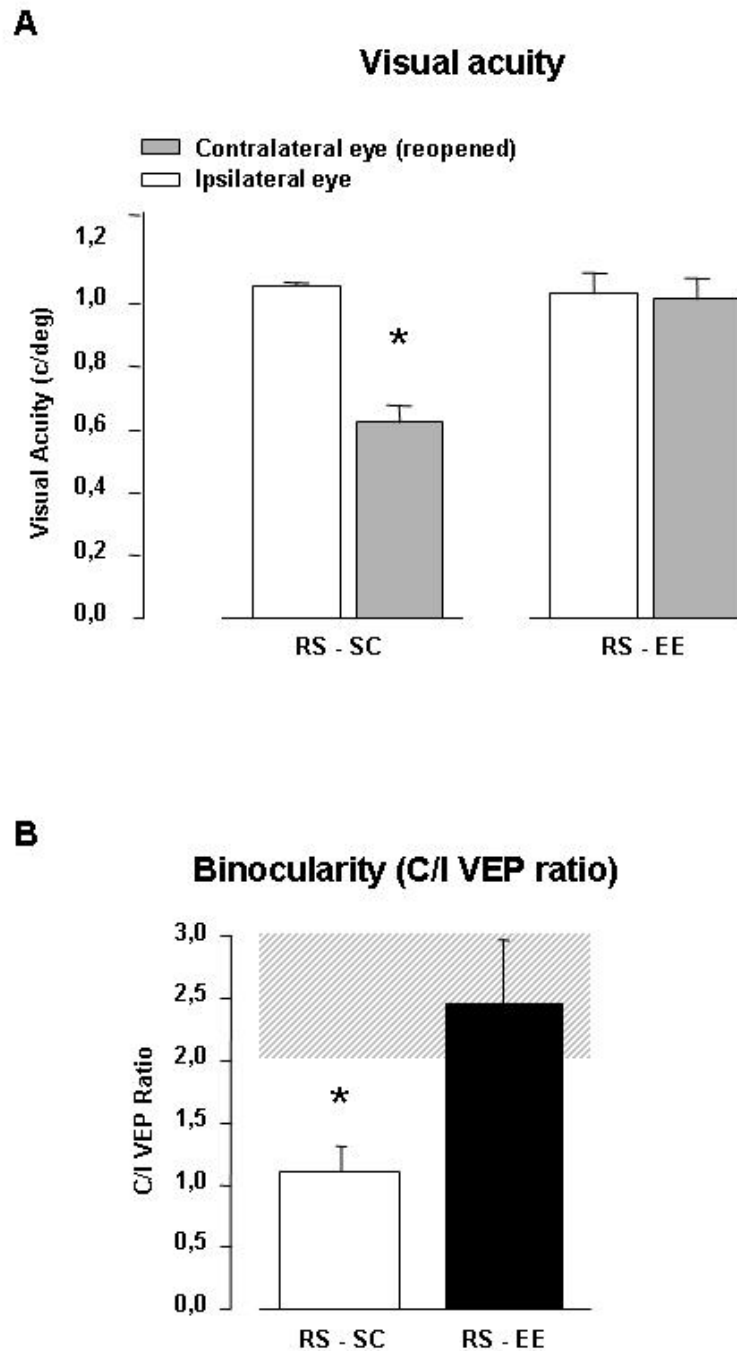 A
Visual acuity
Contralateral eye (reopened)
Ipsilateral eye
Visual Acuity (c/deg)
1,2
1,0
0,8
0,6
0,4
0,2
0,0
*
RS - SC
RS - EE
B
Binocularity (C/I VEP ratio)
C/I VEP Ratio
3,0
2,5
2,0
1,5
1,0
0,5
0,0
*
RS - SC
RS - EE